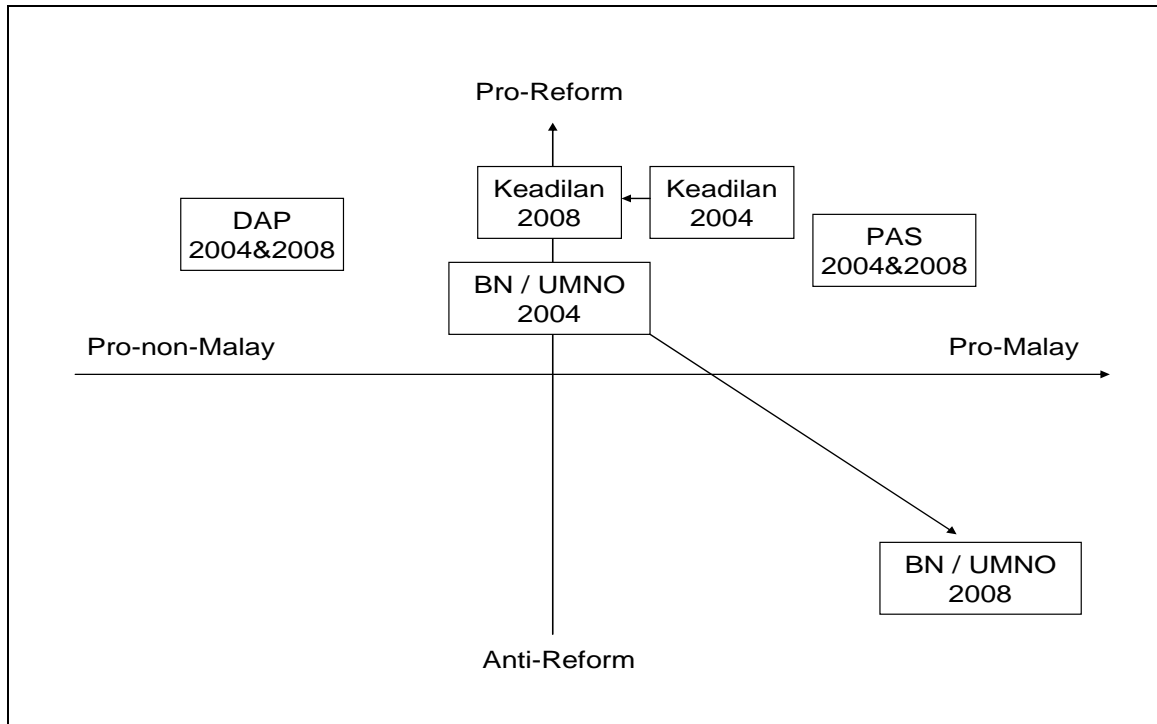 Pro-Reform
Keadilan
2008
Keadilan
2004
DAP
2004&2008
PAS
2004&2008
BN / UMNO
2004
Pro-non-Malay
Pro-Malay
BN / UMNO
2008
Anti-Reform